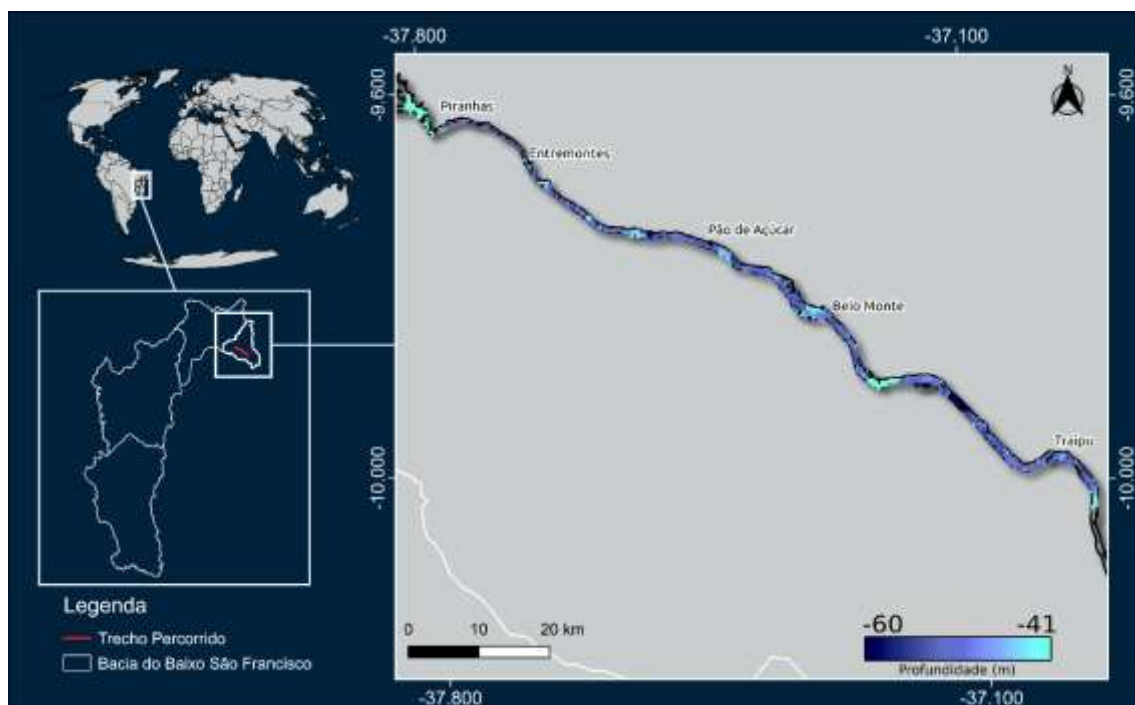 -37.800
-37.100
-9.600
-9.600
N
Piranhas
Entremontes
Pão de Açúcar
Belo Monte
Traipu
-10.000
-10.000
Legenda
Trecho Percorrido
Bacia do Baixo São Francisco
0 10 20 km
-60 -41
Profundidade (m)
-37.800
-37.100